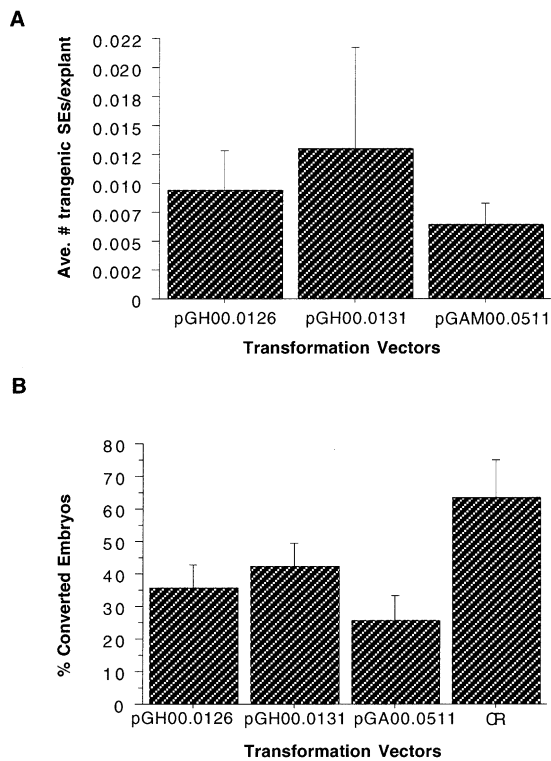 A
Ave. # trangenic SEs/explant
0.022
0.020
0.018
0.015
0.012
0.010
0.007
0.005
0.002
0
pGH00.0126 pGH00.0131 pGAM00.0511
Transformation Vectors
B
% Converted Embryos
80
70
60
50
40
30
20
10
0
pGH00.0126 pGH00.0131 pGA00.0511 CR
Transformation Vectors